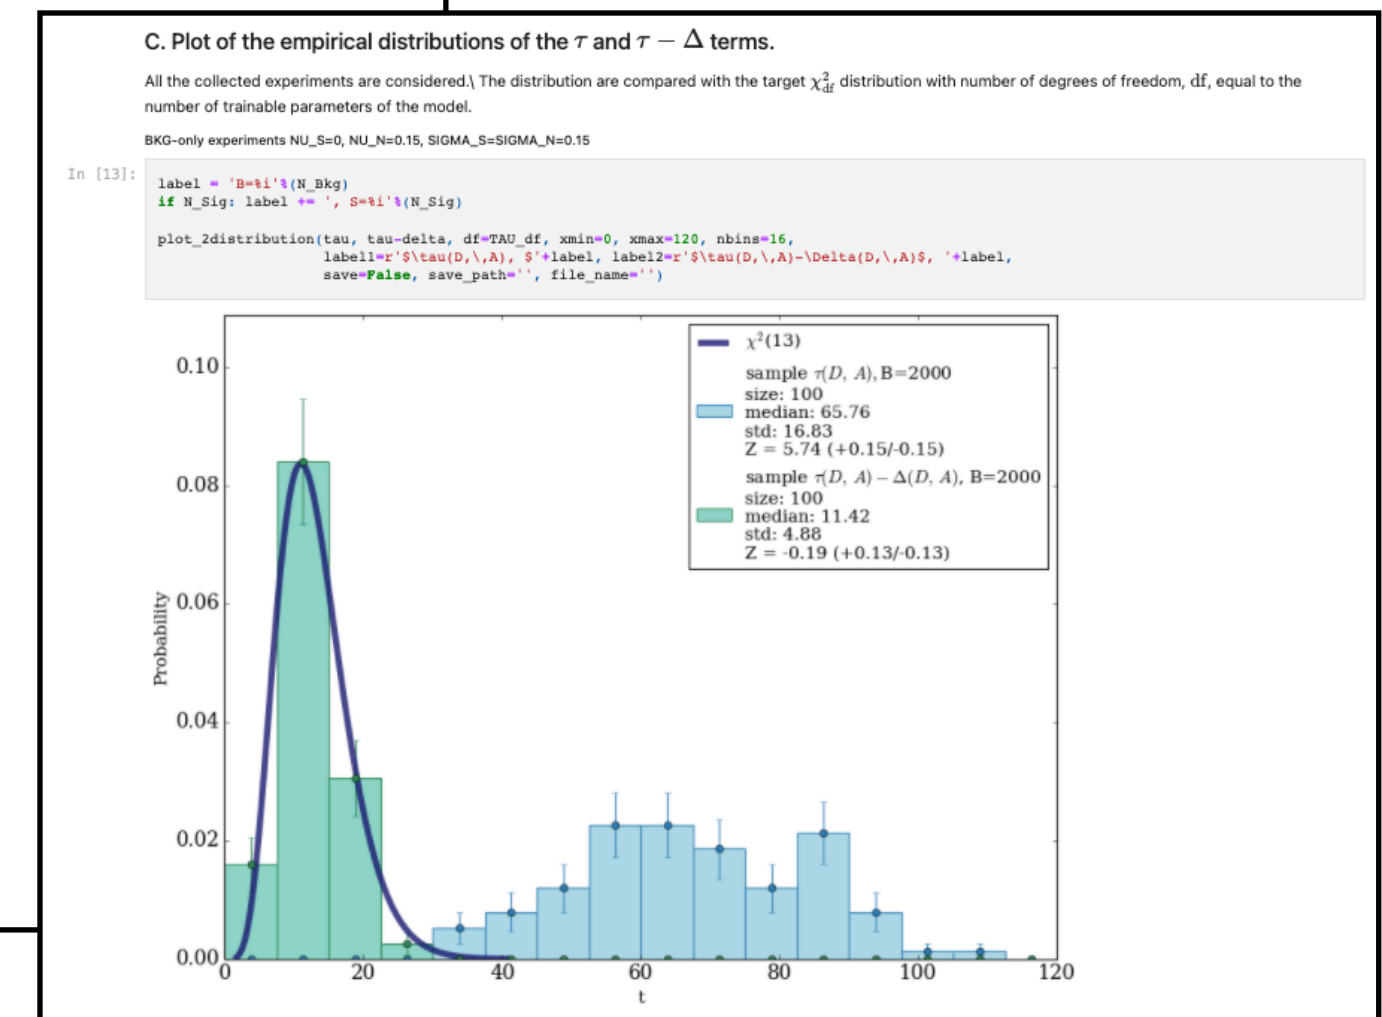 C. Plot of the empirical distributions of the τ and τ − Δ terms.
All the collected experiments are considered.\ The distribution are compared with the target χ²_df distribution with number of degrees of freedom, df, equal to the
number of trainable parameters of the model.
BKG-only experiments NU_S=0, NU_N=0.15, SIGMA_S=SIGMA_N=0.15
In [13]:
label = 'B=%i'%(N_Bkg)
if N_Sig: label += ', S=%i'%(N_Sig)
plot_2distribution(tau, tau-delta, df=TAU_df, xmin=0, xmax=120, nbins=16,
label1=r'$\tau(D,\,A), $'+label, label2=r'$\tau(D,\,A)-\Delta(D,\,A)$, '+label,
save=False, save_path='', file_name='')
χ²(13)
sample τ(D, A), B=2000
size: 100
median: 65.76
std: 16.83
Z = 5.74 (+0.15/-0.15)
sample τ(D, A) − Δ(D, A), B=2000
size: 100
median: 11.42
std: 4.88
Z = -0.19 (+0.13/-0.13)
Probability
0.10
0.08
0.06
0.04
0.02
0.00
0 20 40 60 80 100 120
t